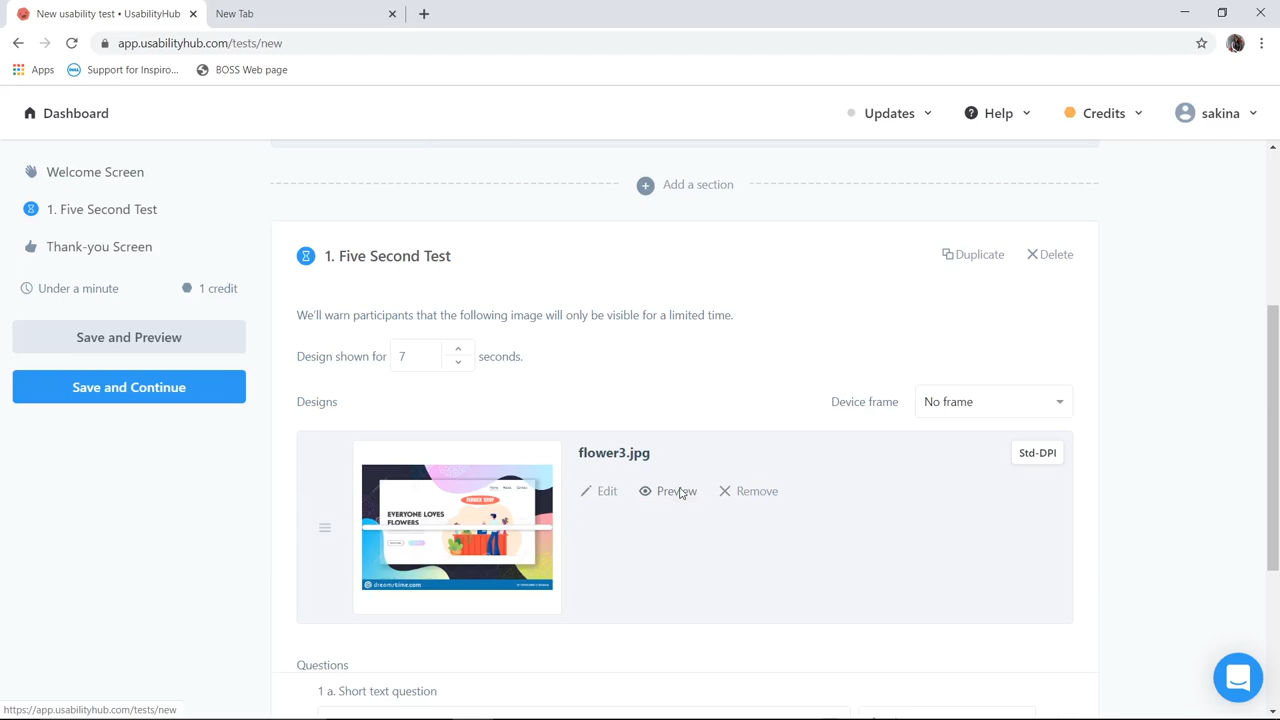 New usability test • UsabilityHub
New Tab
app.usabilityhub.com/tests/new
Apps
Support for Inspiro...
BOSS Web page
Dashboard
Updates
Help
Credits
sakina
Welcome Screen
1. Five Second Test
Thank-you Screen
Under a minute
1 credit
Save and Preview
Save and Continue
Add a section
1. Five Second Test
Duplicate
Delete
We'll warn participants that the following image will only be visible for a limited time.
Design shown for 7 seconds.
Designs
Device frame
No frame
flower3.jpg
Std-DPI
Edit
Preview
Remove
Home
About
Contact
FLOWER SHOP
EVERYONE LOVES
FLOWERS
dreamstime.com
Questions
1 a. Short text question
https://app.usabilityhub.com/tests/new